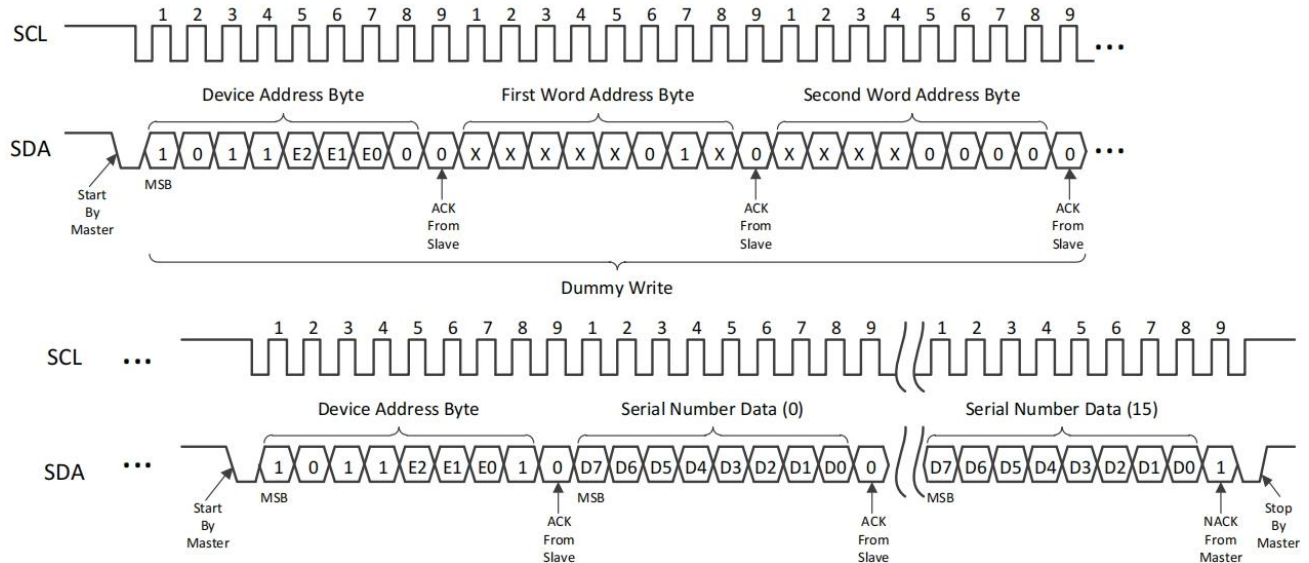 1 2 3 4 5 6 7 8 9 1 2 3 4 5 6 7 8 9 1 2 3 4 5 6 7 8 9
SCL ...
Device Address Byte First Word Address Byte Second Word Address Byte
SDA 1 0 1 1 E2 E1 E0 0 0 X X X X X 0 1 X 0 X X X X 0 0 0 0 0 ...
MSB
Start By Master
ACK From Slave
ACK From Slave
ACK From Slave
Dummy Write
1 2 3 4 5 6 7 8 9 1 2 3 4 5 6 7 8 9 1 2 3 4 5 6 7 8 9
SCL ...
Device Address Byte Serial Number Data (0) Serial Number Data (15)
SDA ... 1 0 1 1 E2 E1 E0 1 0 D7 D6 D5 D4 D3 D2 D1 D0 0 D7 D6 D5 D4 D3 D2 D1 D0 1
MSB MSB MSB
Start By Master
ACK From Slave
ACK From Slave
NACK From Master
Stop By Master